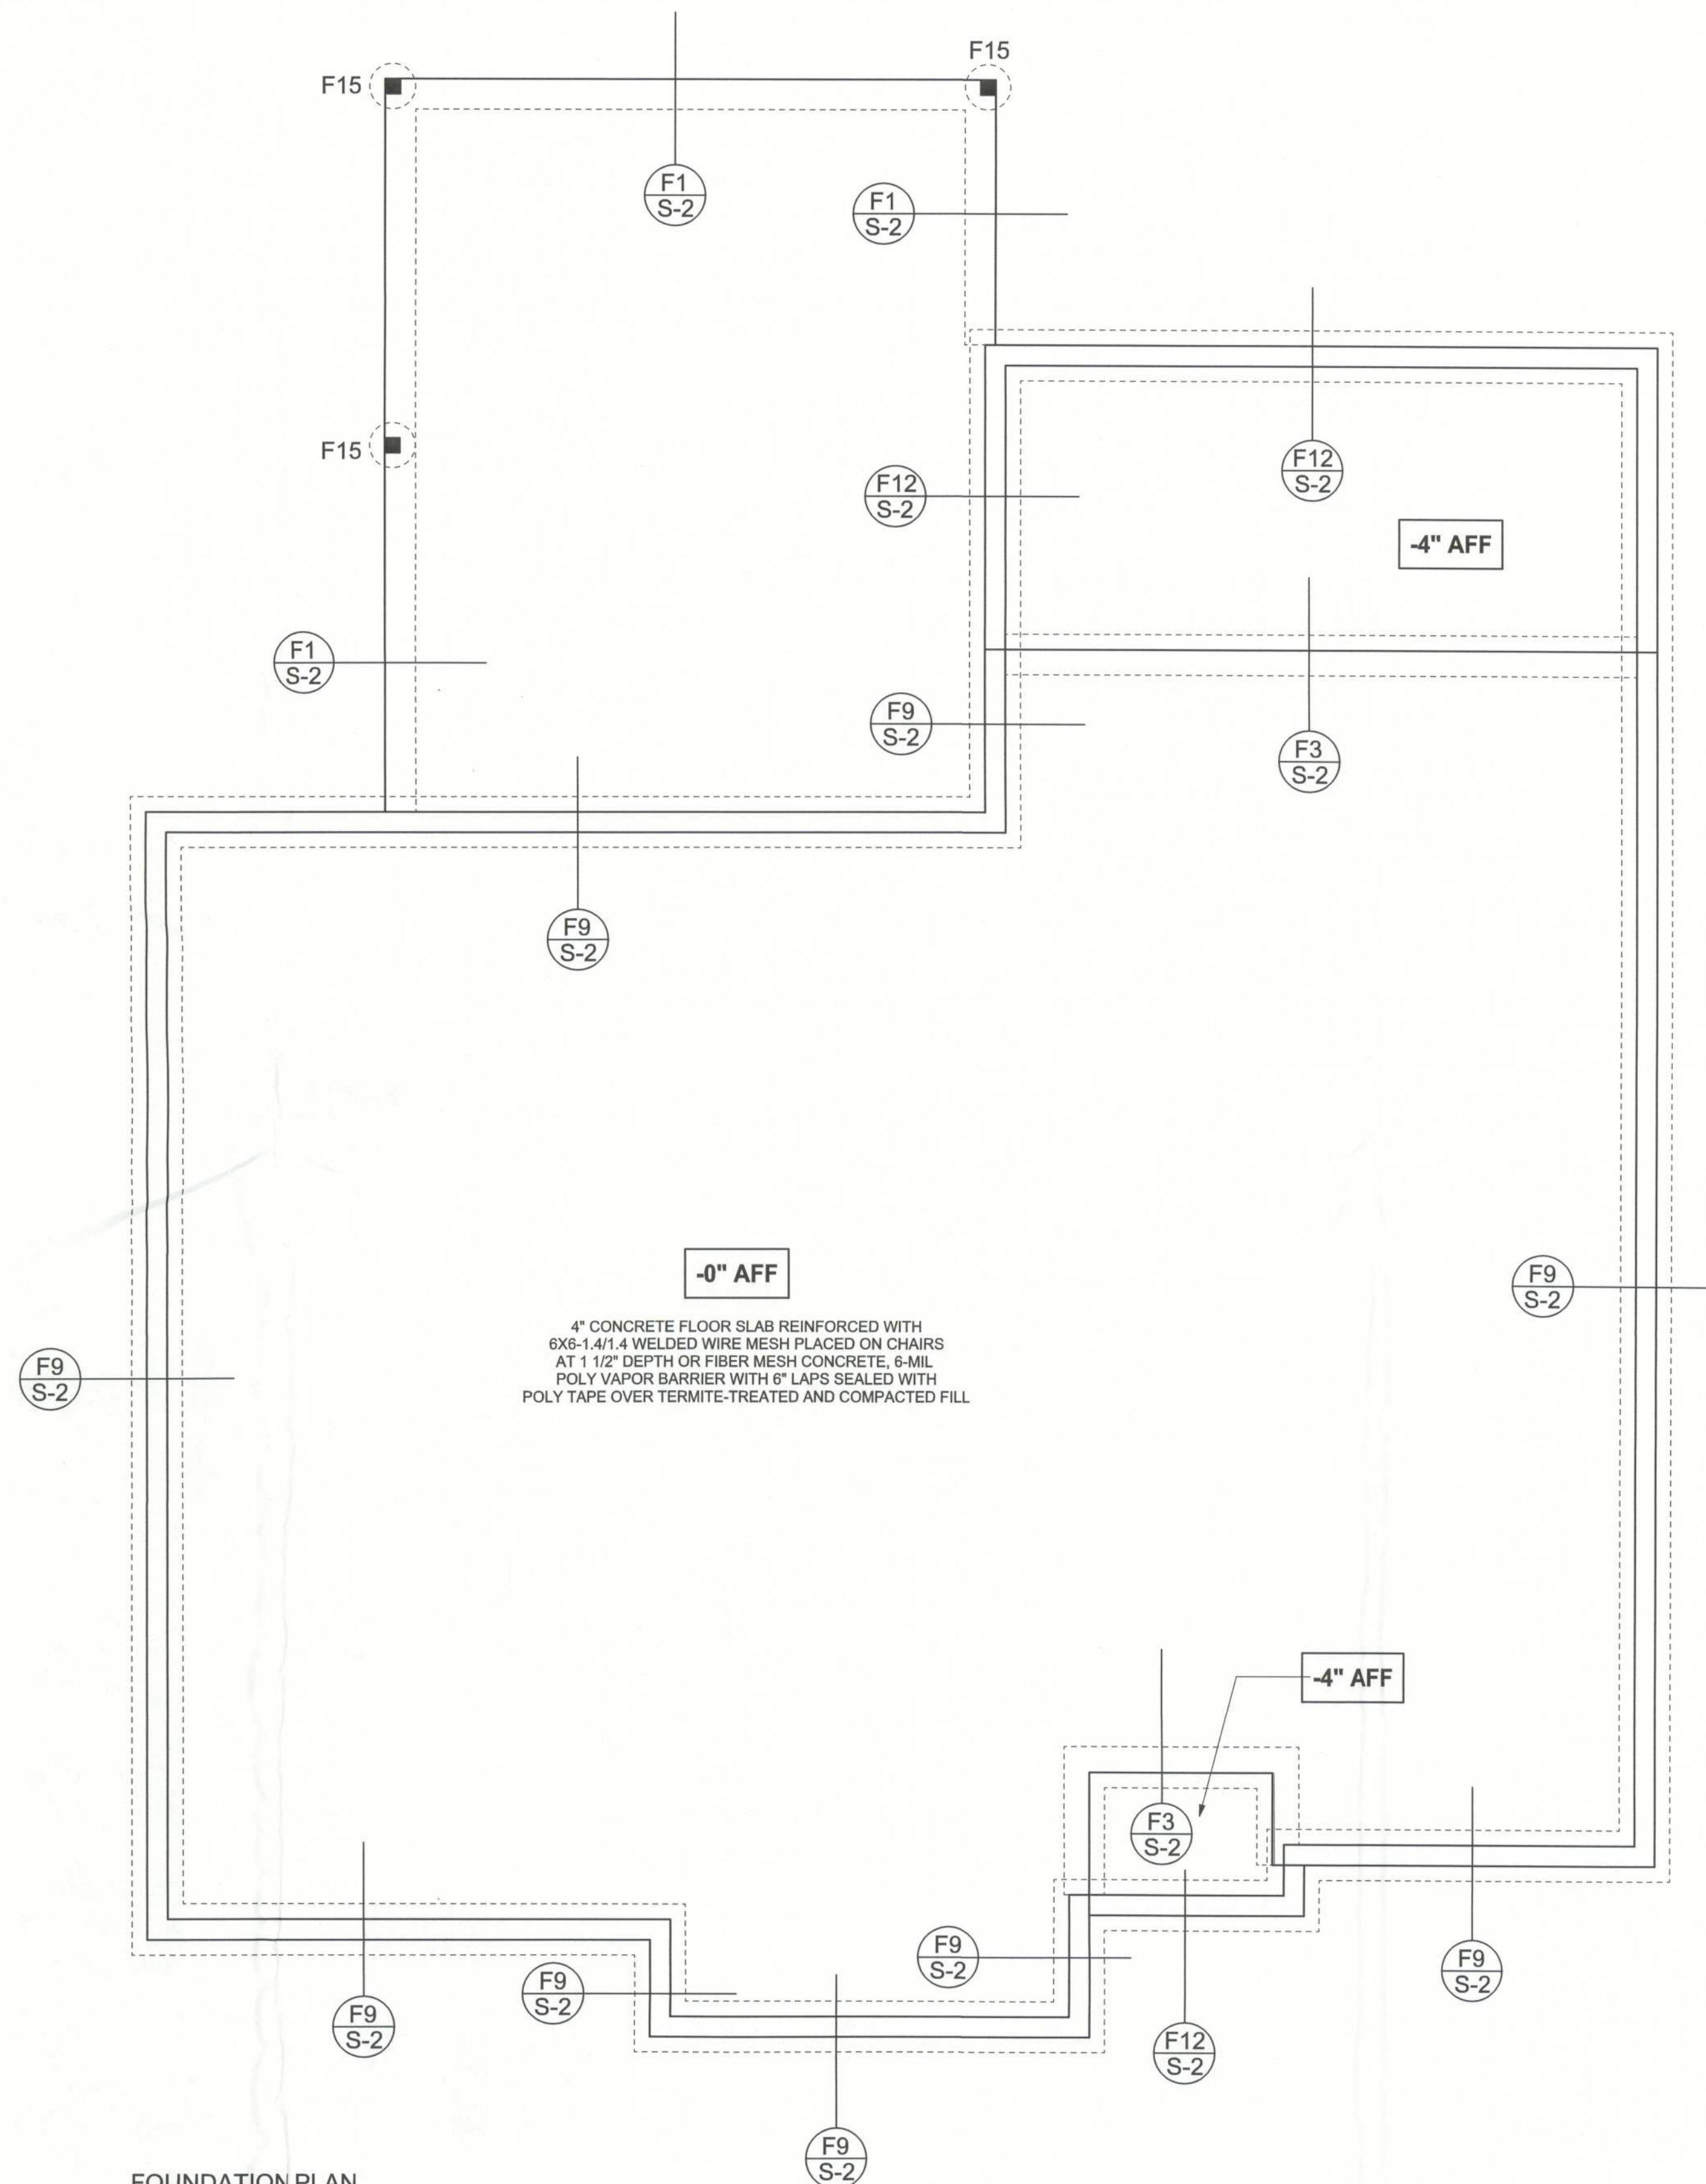 F15
F15
F1
S-2
F1
S-2
F12
S-2
F12
S-2
-4" AFF
F15
F1
S-2
F9
S-2
F3
S-2
F9
S-2
-0" AFF
4" CONCRETE FLOOR SLAB REINFORCED WITH
6X6-1.4/1.4 WELDED WIRE MESH PLACED ON CHAIRS
AT 1 1/2" DEPTH OR FIBER MESH CONCRETE, 6-MIL
POLY VAPOR BARRIER WITH 6" LAPS SEALED WITH
POLY TAPE OVER TERMITE-TREATED AND COMPACTED FILL
F9
S-2
F9
S-2
-4" AFF
F3
S-2
F9
S-2
F9
S-2
F9
S-2
F9
S-2
F12
S-2
F9
S-2
FOUNDATION PLAN